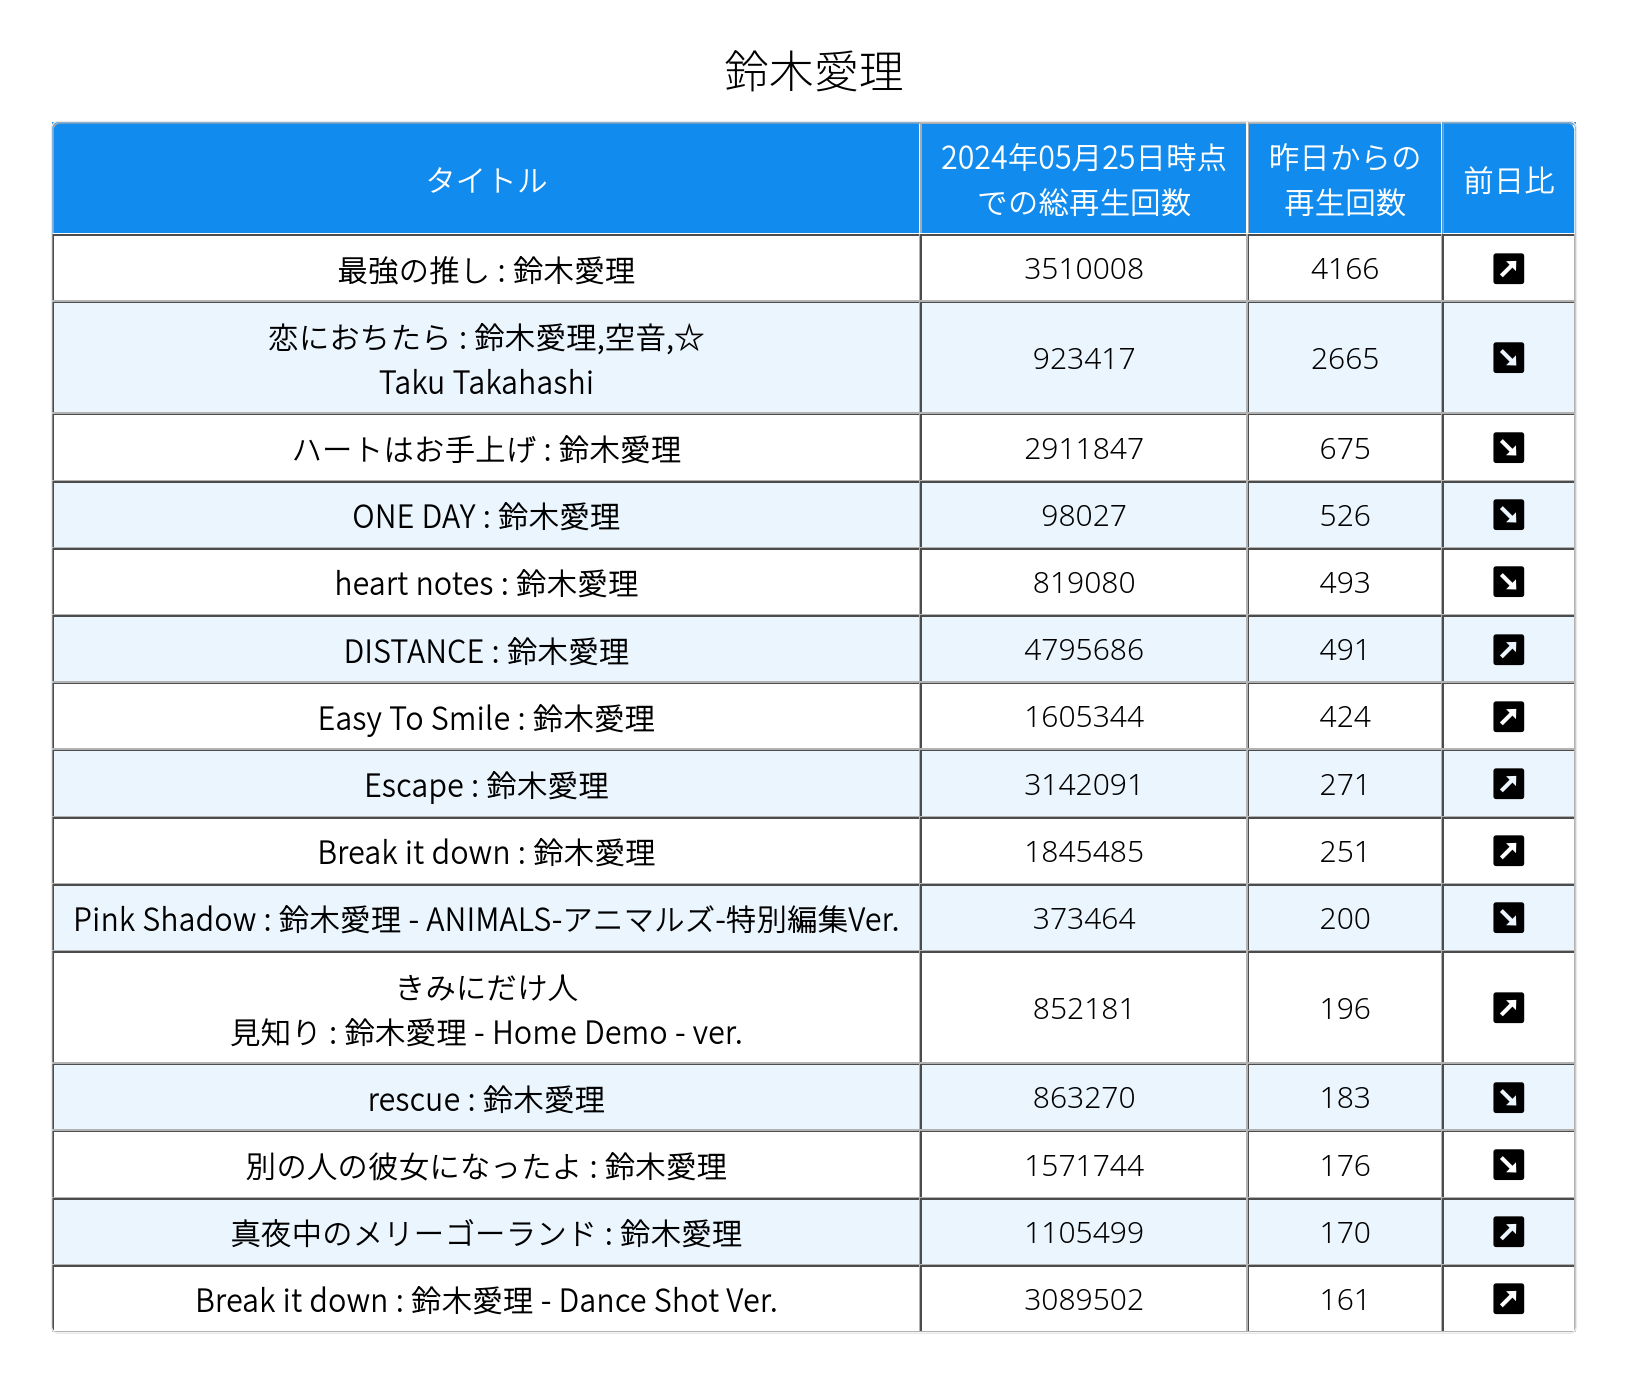 鈴木愛理
タイトル
2024年05月25日時点
での総再生回数
昨日からの
再生回数
前日比
最強の推し : 鈴木愛理 3510008 4166
恋におちたら : 鈴木愛理,空音,☆
Taku Takahashi
923417 2665
ハートはお手上げ : 鈴木愛理 2911847 675
ONE DAY : 鈴木愛理 98027 526
heart notes : 鈴木愛理 819080 493
DISTANCE : 鈴木愛理 4795686 491
Easy To Smile : 鈴木愛理 1605344 424
Escape : 鈴木愛理 3142091 271
Break it down : 鈴木愛理 1845485 251
Pink Shadow : 鈴木愛理 - ANIMALS-アニマルズ-特別編集Ver. 373464 200
きみにだけ人
見知り : 鈴木愛理 - Home Demo - ver.
852181 196
rescue : 鈴木愛理 863270 183
別の人の彼女になったよ : 鈴木愛理 1571744 176
真夜中のメリーゴーランド : 鈴木愛理 1105499 170
Break it down : 鈴木愛理 - Dance Shot Ver. 3089502 161